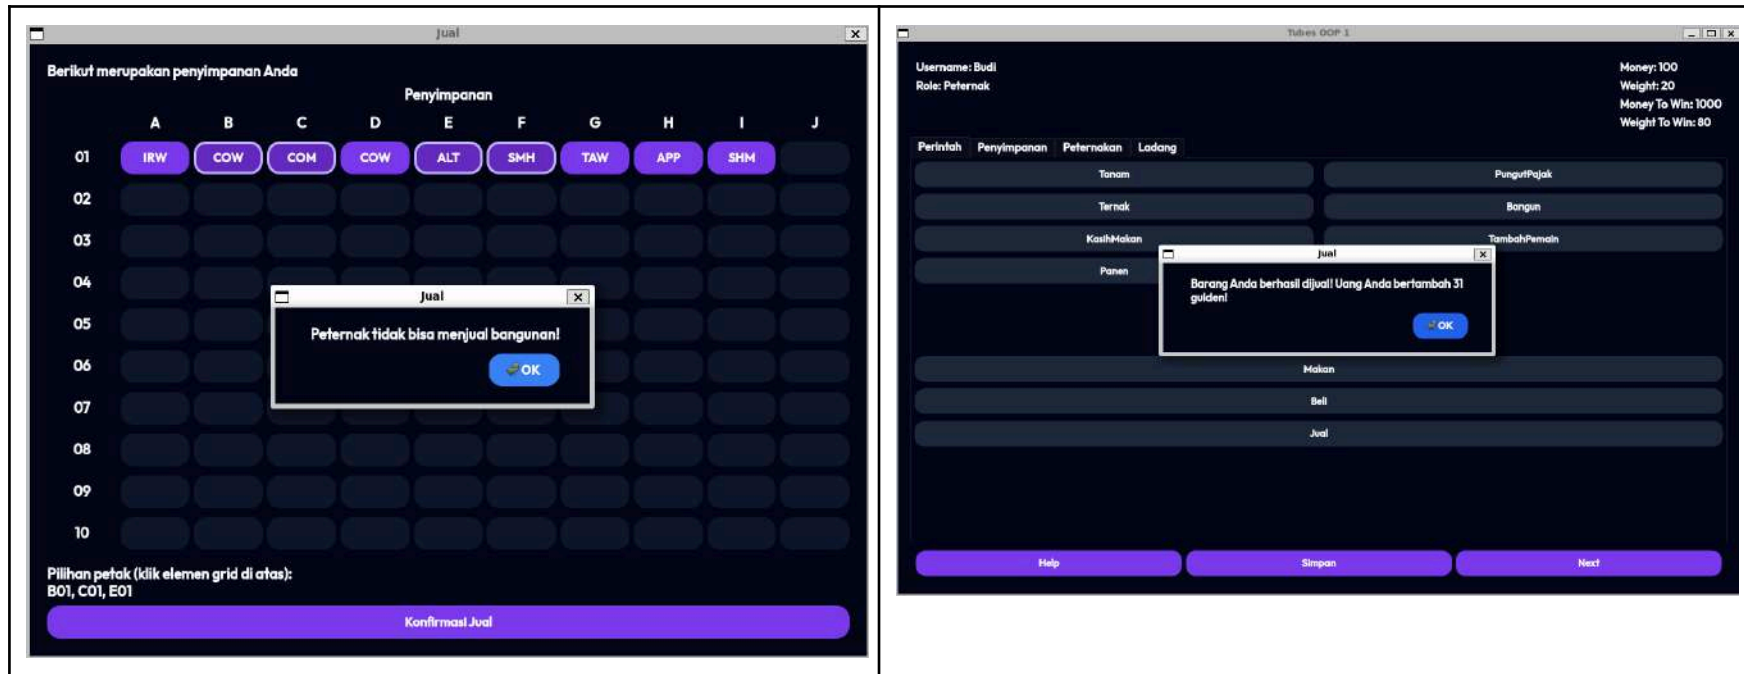 Jual
Berikut merupakan penyimpanan Anda
Penyimpanan
A B C D E F G H I J
01 IRW COW COM COW ALT SMH TAW APP SHM
02
03
04
05
06
07
08
09
10
Jual
Peternak tidak bisa menjual bangunan!
OK
Pilihan petak (klik elemen grid di atas):
B01, C01, E01
Konfirmasi Jual
Tubes OOP 1
Username: Budi
Role: Peternak
Money: 100
Weight: 20
Money To Win: 1000
Weight To Win: 80
Perintah Penyimpanan Peternakan Ladang
Tanam PungutPajak
Ternak Bangun
KasihMakan TambahPemain
Panen
Jual
Barang Anda berhasil dijual! Uang Anda bertambah 31
gulden!
OK
Makan
Beli
Jual
Help Simpan Next